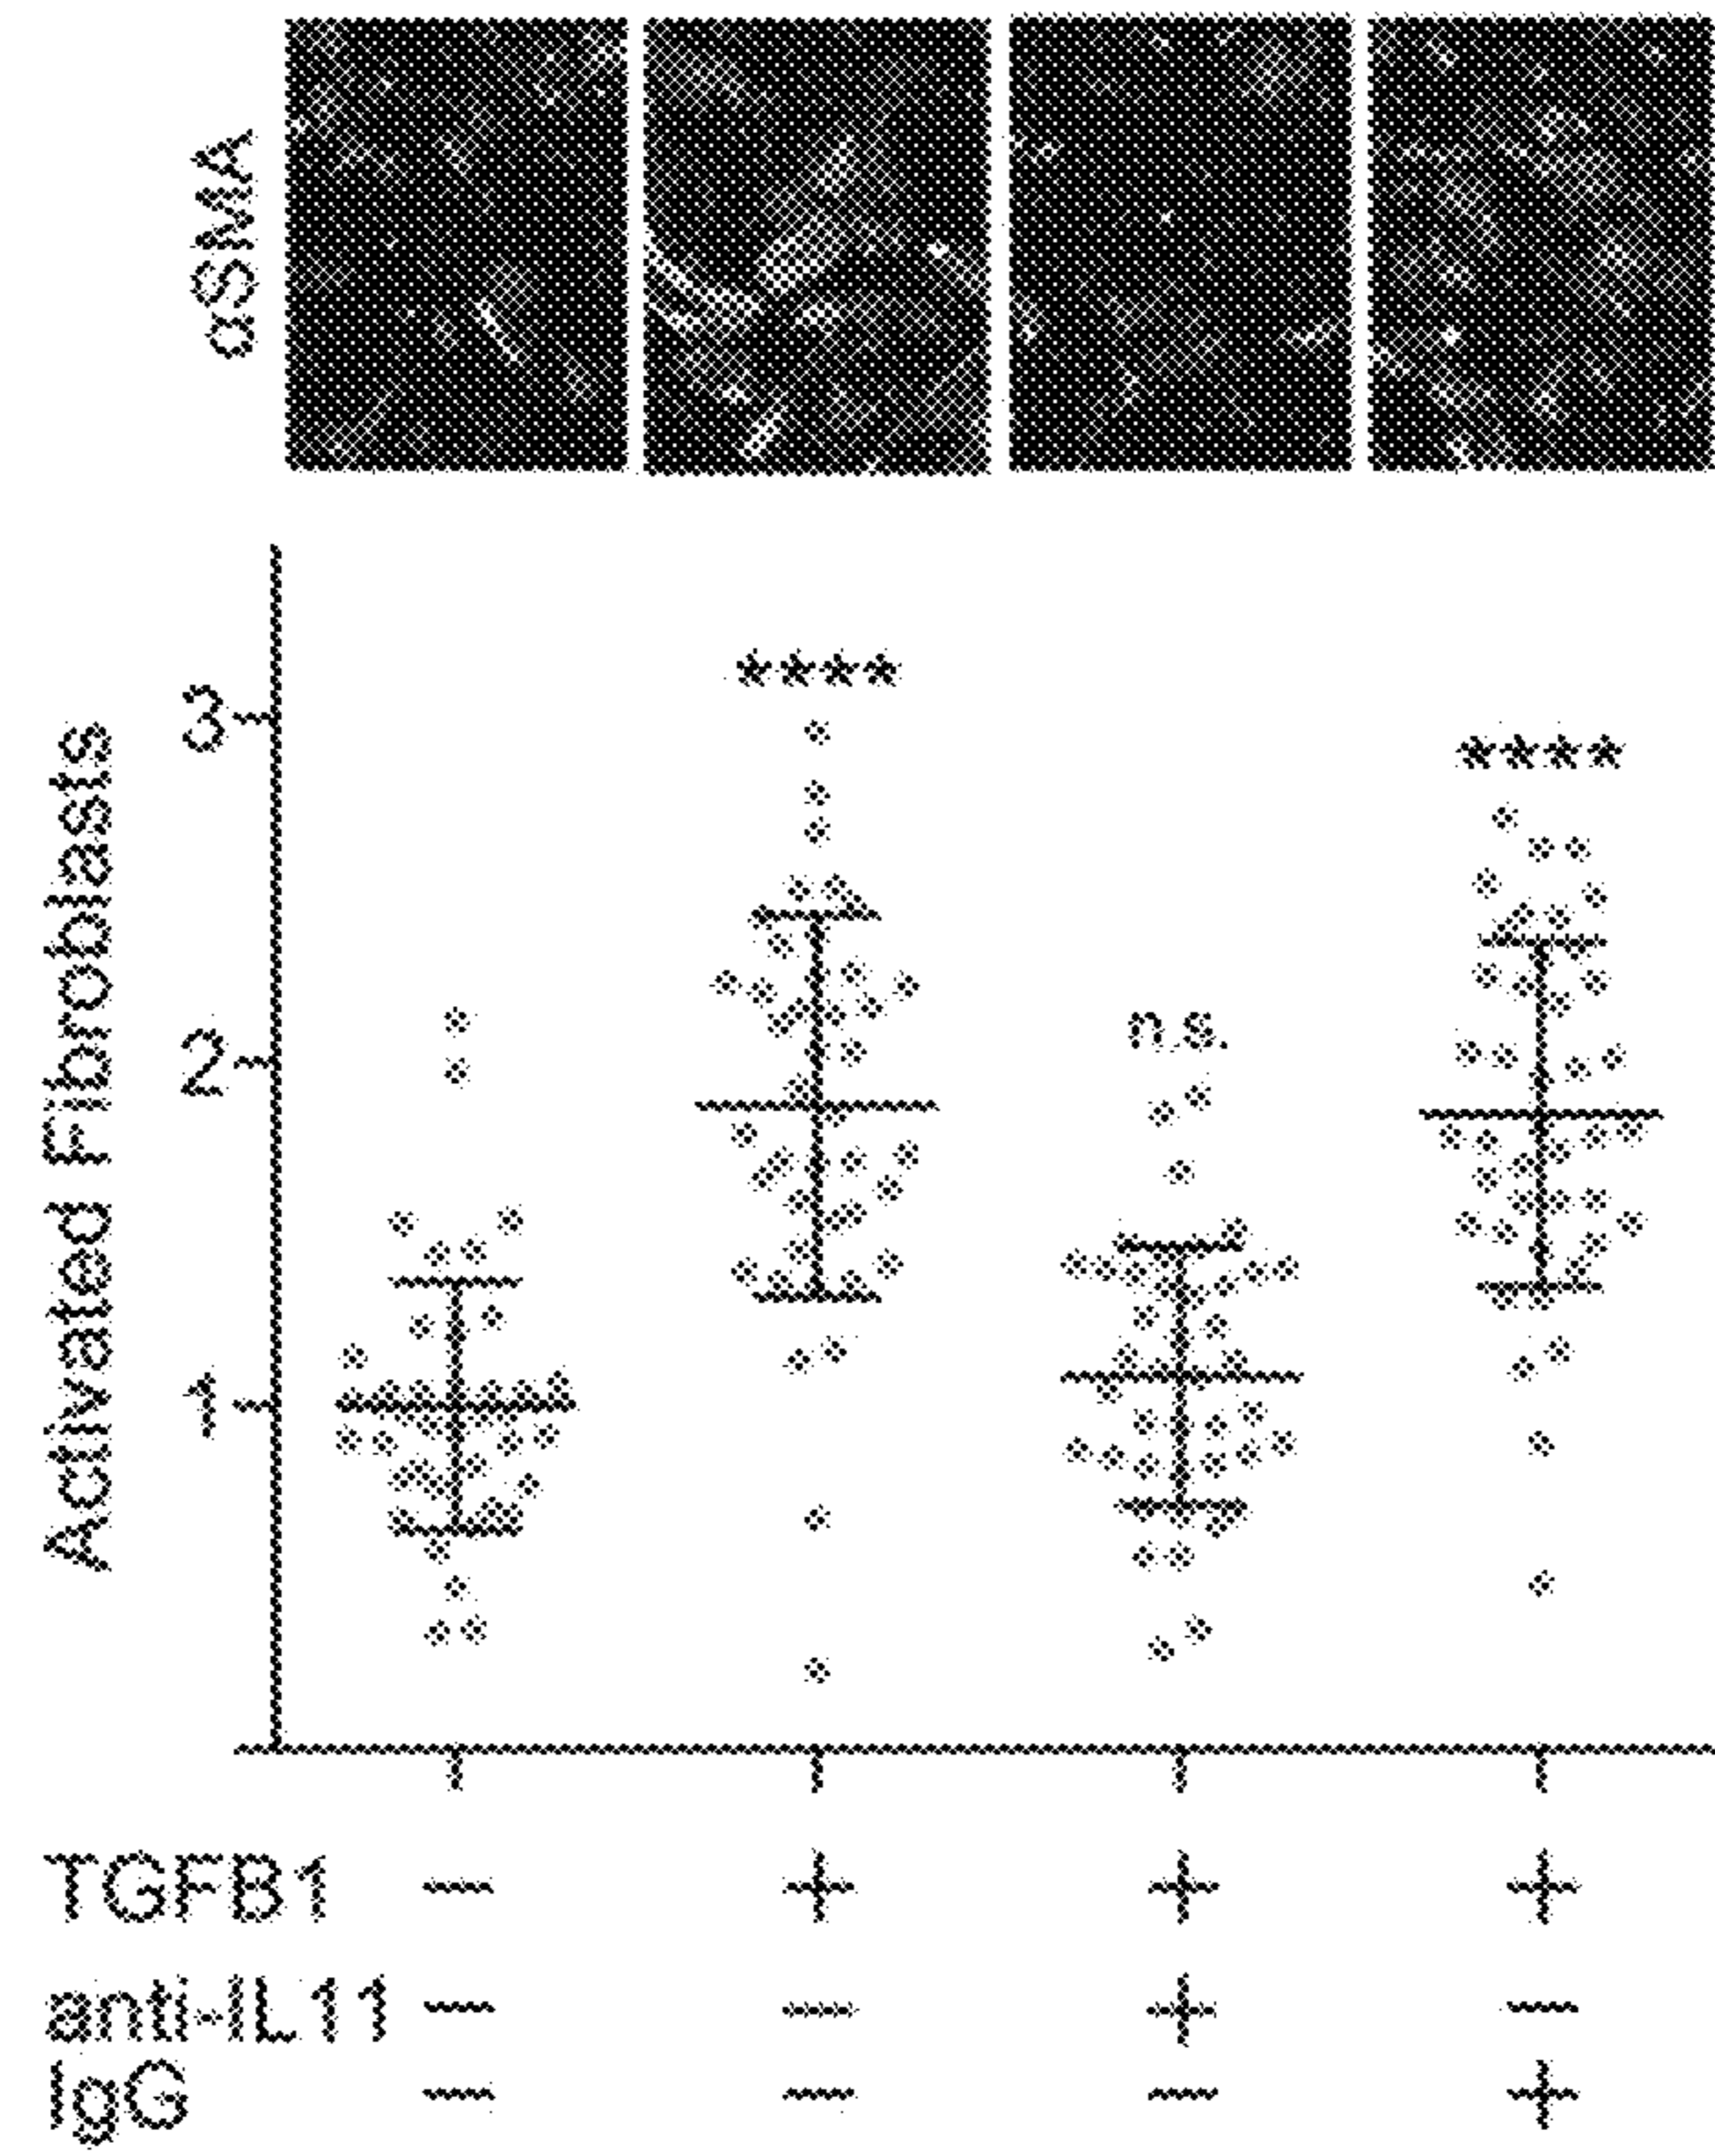 αSMA
Activated Fibroblasts
3
2
1
****
n.s.
****
TGFB1 — + + +
anti-IL11 — — + —
IgG — — — +